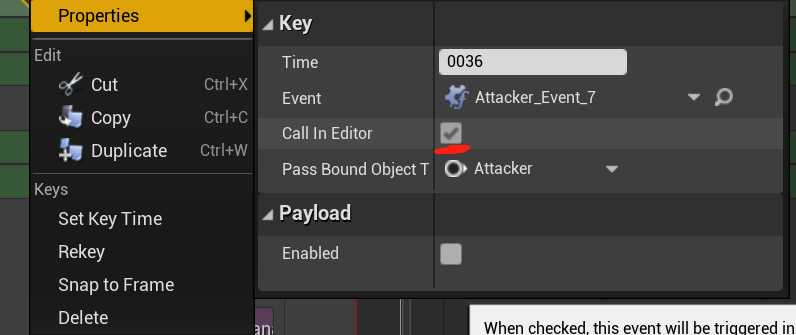 Properties
Edit
Cut Ctrl+X
Copy Ctrl+C
Duplicate Ctrl+W
Keys
Set Key Time
Rekey
Snap to Frame
Delete
Key
Time 0036
Event Attacker_Event_7
Call In Editor
Pass Bound Object T Attacker
Payload
Enabled
When checked, this event will be triggered in